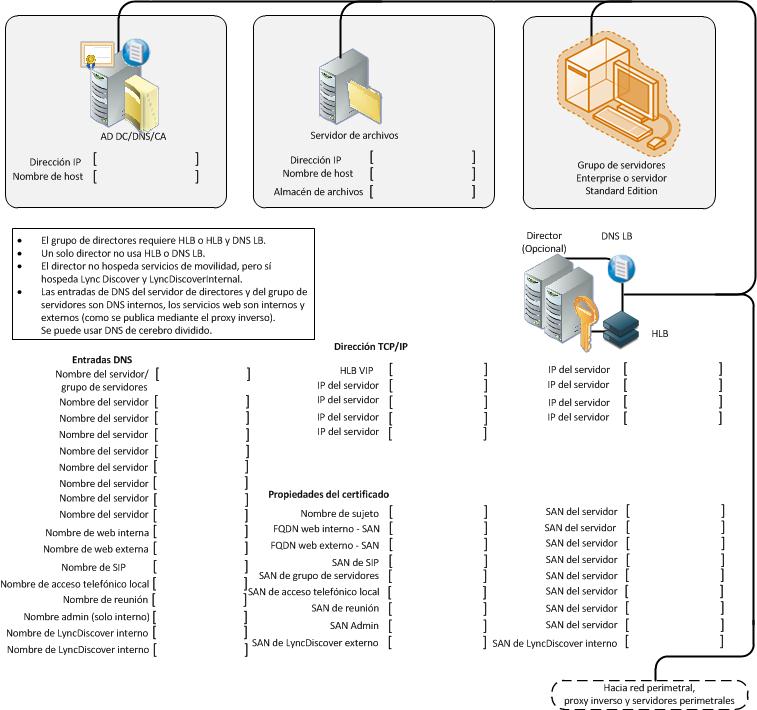 AD DC/DNS/CA
Dirección IP [ ]
Nombre de host [ ]
Servidor de archivos
Dirección IP [ ]
Nombre de host [ ]
Almacén de archivos [ ]
Grupo de servidores
Enterprise o servidor
Standard Edition
• El grupo de directores requiere HLB o HLB y DNS LB.
• Un solo director no usa HLB o DNS LB.
• El director no hospeda servicios de movilidad, pero sí
hospeda Lync Discover y LyncDiscoverInternal.
• Las entradas de DNS del servidor de directores y del grupo de
servidores son DNS internos, los servicios web son internos y
externos (como se publica mediante el proxy inverso).
Se puede usar DNS de cerebro dividido.
Director
(Opcional)
DNS LB
HLB
Entradas DNS
Nombre del servidor/ [ ]
grupo de servidores
Nombre del servidor [ ]
Nombre del servidor [ ]
Nombre del servidor [ ]
Nombre del servidor [ ]
Nombre del servidor [ ]
Nombre del servidor [ ]
Nombre del servidor [ ]
Nombre del servidor [ ]
Nombre de web interna [ ]
Nombre de web externa [ ]
Nombre de SIP [ ]
Nombre de acceso telefónico local [ ]
Nombre de reunión [ ]
Nombre admin (solo interno) [ ]
Nombre de LyncDiscover interno [ ]
Nombre de LyncDiscover interno [ ]
Dirección TCP/IP
HLB VIP [ ]
IP del servidor [ ]
IP del servidor [ ]
IP del servidor [ ]
IP del servidor [ ]
IP del servidor [ ]
IP del servidor [ ]
IP del servidor [ ]
IP del servidor [ ]
Propiedades del certificado
Nombre de sujeto [ ]
FQDN web interno - SAN [ ]
FQDN web externo - SAN [ ]
SAN de SIP [ ]
SAN de grupo de servidores [ ]
SAN de acceso telefónico local [ ]
SAN de reunión [ ]
SAN Admin [ ]
SAN de LyncDiscover externo [ ]
SAN del servidor [ ]
SAN del servidor [ ]
SAN del servidor [ ]
SAN del servidor [ ]
SAN del servidor [ ]
SAN del servidor [ ]
SAN del servidor [ ]
SAN del servidor [ ]
SAN de LyncDiscover interno [ ]
Hacia red perimetral,
proxy inverso y servidores perimetrales